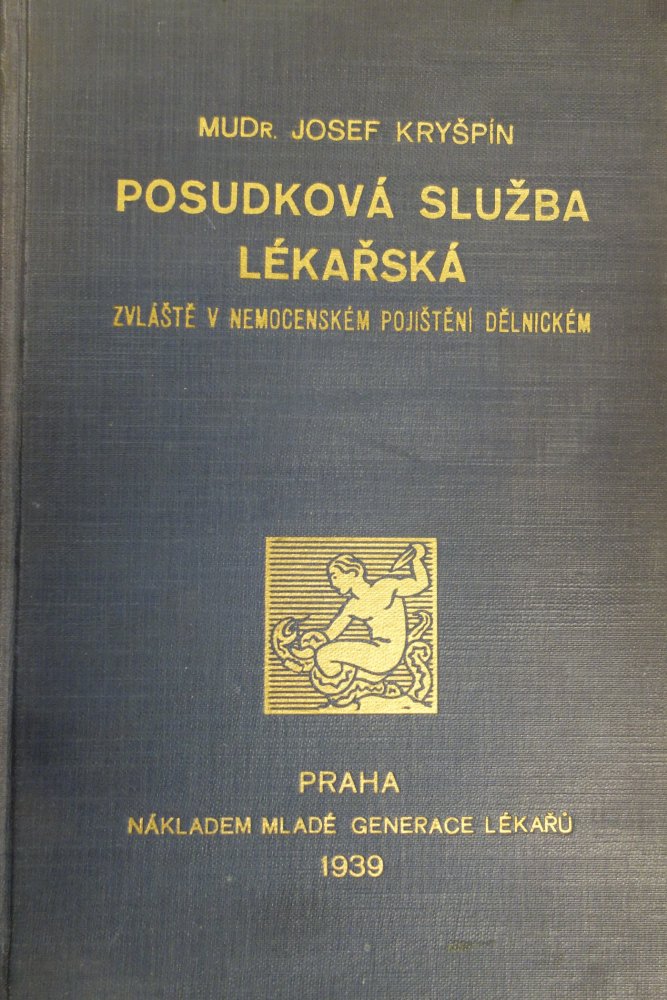 MUDr. JOSEF KRYŠPÍN
POSUDKOVÁ SLUŽBA
LÉKAŘSKÁ
ZVLÁŠTĚ V NEMOCENSKÉM POJIŠTĚNÍ DĚLNICKÉM
PRAHA
NÁKLADEM MLADÉ GENERACE LÉKAŘŮ
1939